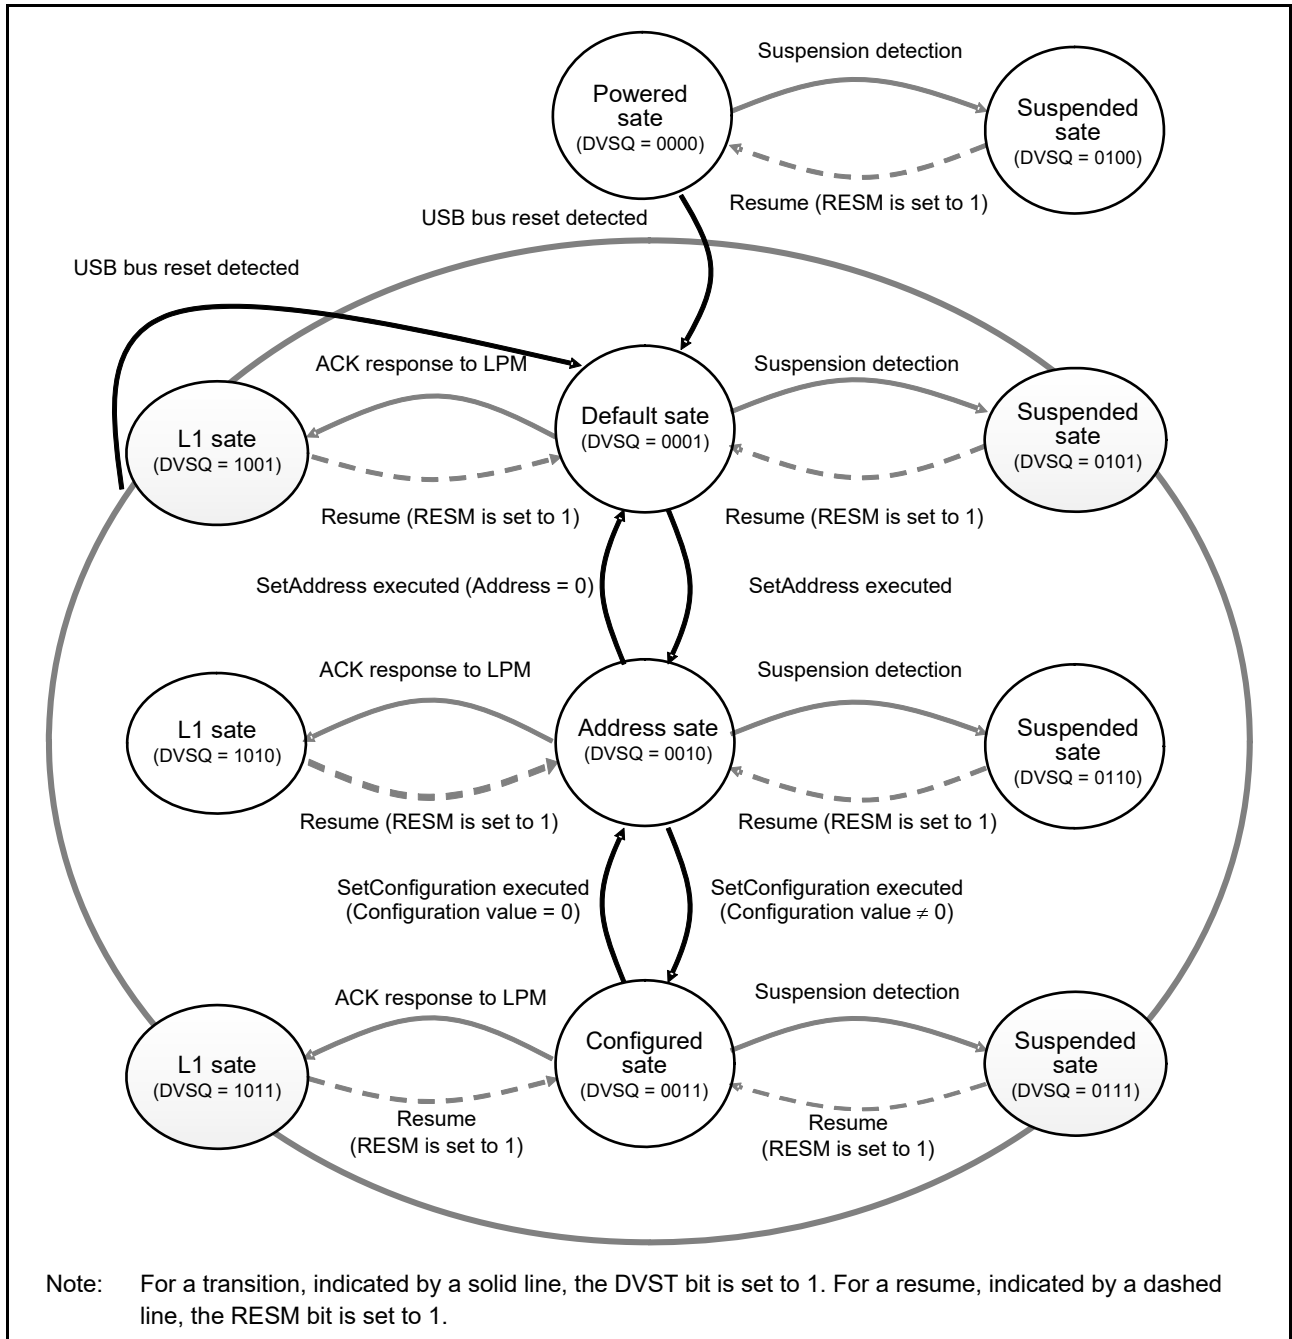 Suspension detection
Powered
sate
(DVSQ = 0000)
Suspended
sate
(DVSQ = 0100)
Resume (RESM is set to 1)
USB bus reset detected
USB bus reset detected
ACK response to LPM
Suspension detection
L1 sate
(DVSQ = 1001)
Default sate
(DVSQ = 0001)
Suspended
sate
(DVSQ = 0101)
Resume (RESM is set to 1)
Resume (RESM is set to 1)
SetAddress executed (Address = 0)
SetAddress executed
ACK response to LPM
Suspension detection
L1 sate
(DVSQ = 1010)
Address sate
(DVSQ = 0010)
Suspended
sate
(DVSQ = 0110)
Resume (RESM is set to 1)
Resume (RESM is set to 1)
SetConfiguration executed
(Configuration value = 0)
SetConfiguration executed
(Configuration value ≠ 0)
ACK response to LPM
Suspension detection
L1 sate
(DVSQ = 1011)
Configured
sate
(DVSQ = 0011)
Suspended
sate
(DVSQ = 0111)
Resume
(RESM is set to 1)
Resume
(RESM is set to 1)
Note: For a transition, indicated by a solid line, the DVST bit is set to 1. For a resume, indicated by a dashed
line, the RESM bit is set to 1.